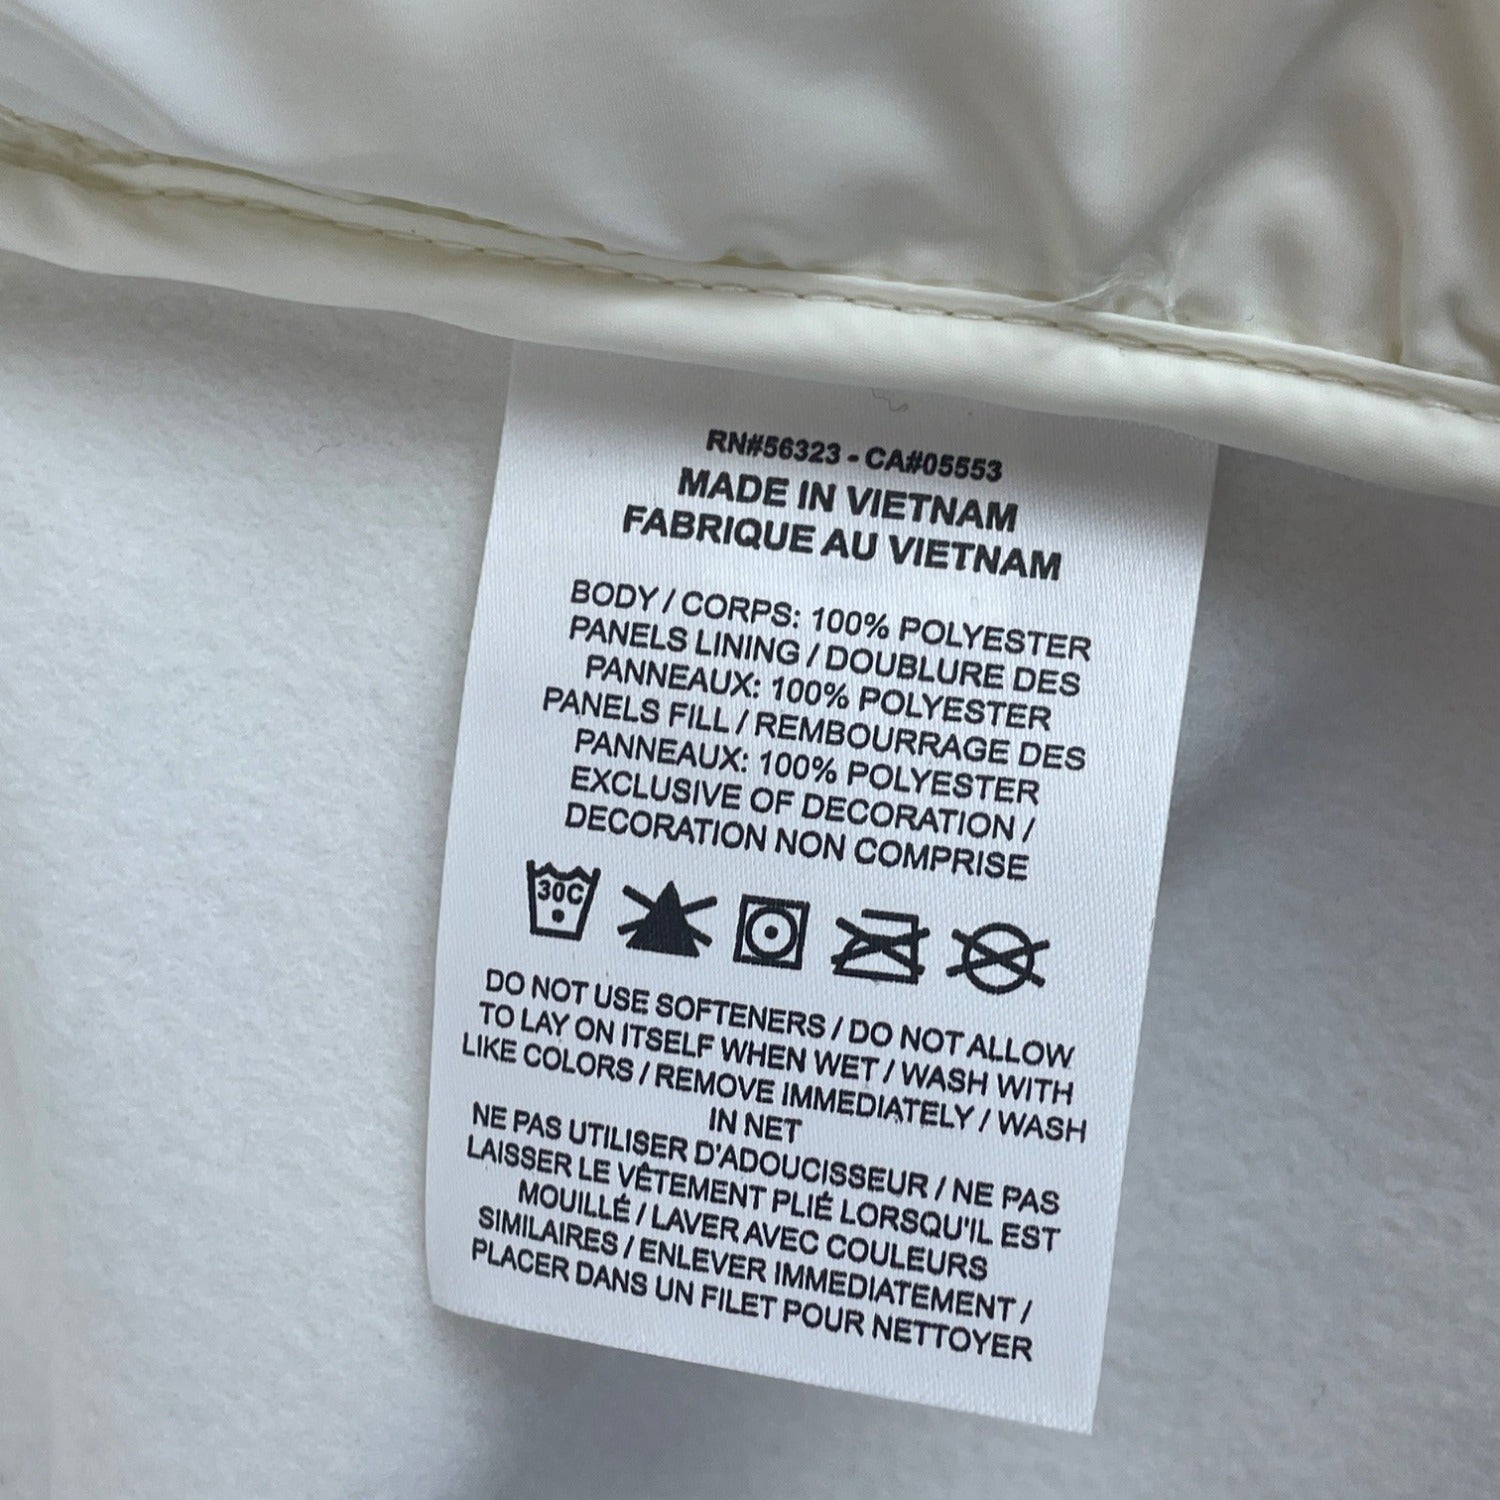 RN#56323 - CA#05553
MADE IN VIETNAM
FABRIQUE AU VIETNAM
BODY / CORPS: 100% POLYESTER
PANELS LINING / DOUBLURE DES
PANNEAUX: 100% POLYESTER
PANELS FILL / REMBOURRAGE DES
PANNEAUX: 100% POLYESTER
EXCLUSIVE OF DECORATION /
DECORATION NON COMPRISE
30C
DO NOT USE SOFTENERS / DO NOT ALLOW
TO LAY ON ITSELF WHEN WET / WASH WITH
LIKE COLORS / REMOVE IMMEDIATELY / WASH
IN NET
NE PAS UTILISER D'ADOUCISSEUR / NE PAS
LAISSER LE VÊTEMENT PLIÉ LORSQU'IL EST
MOUILLÉ / LAVER AVEC COULEURS
SIMILAIRES / ENLEVER IMMEDIATEMENT /
PLACER DANS UN FILET POUR NETTOYER